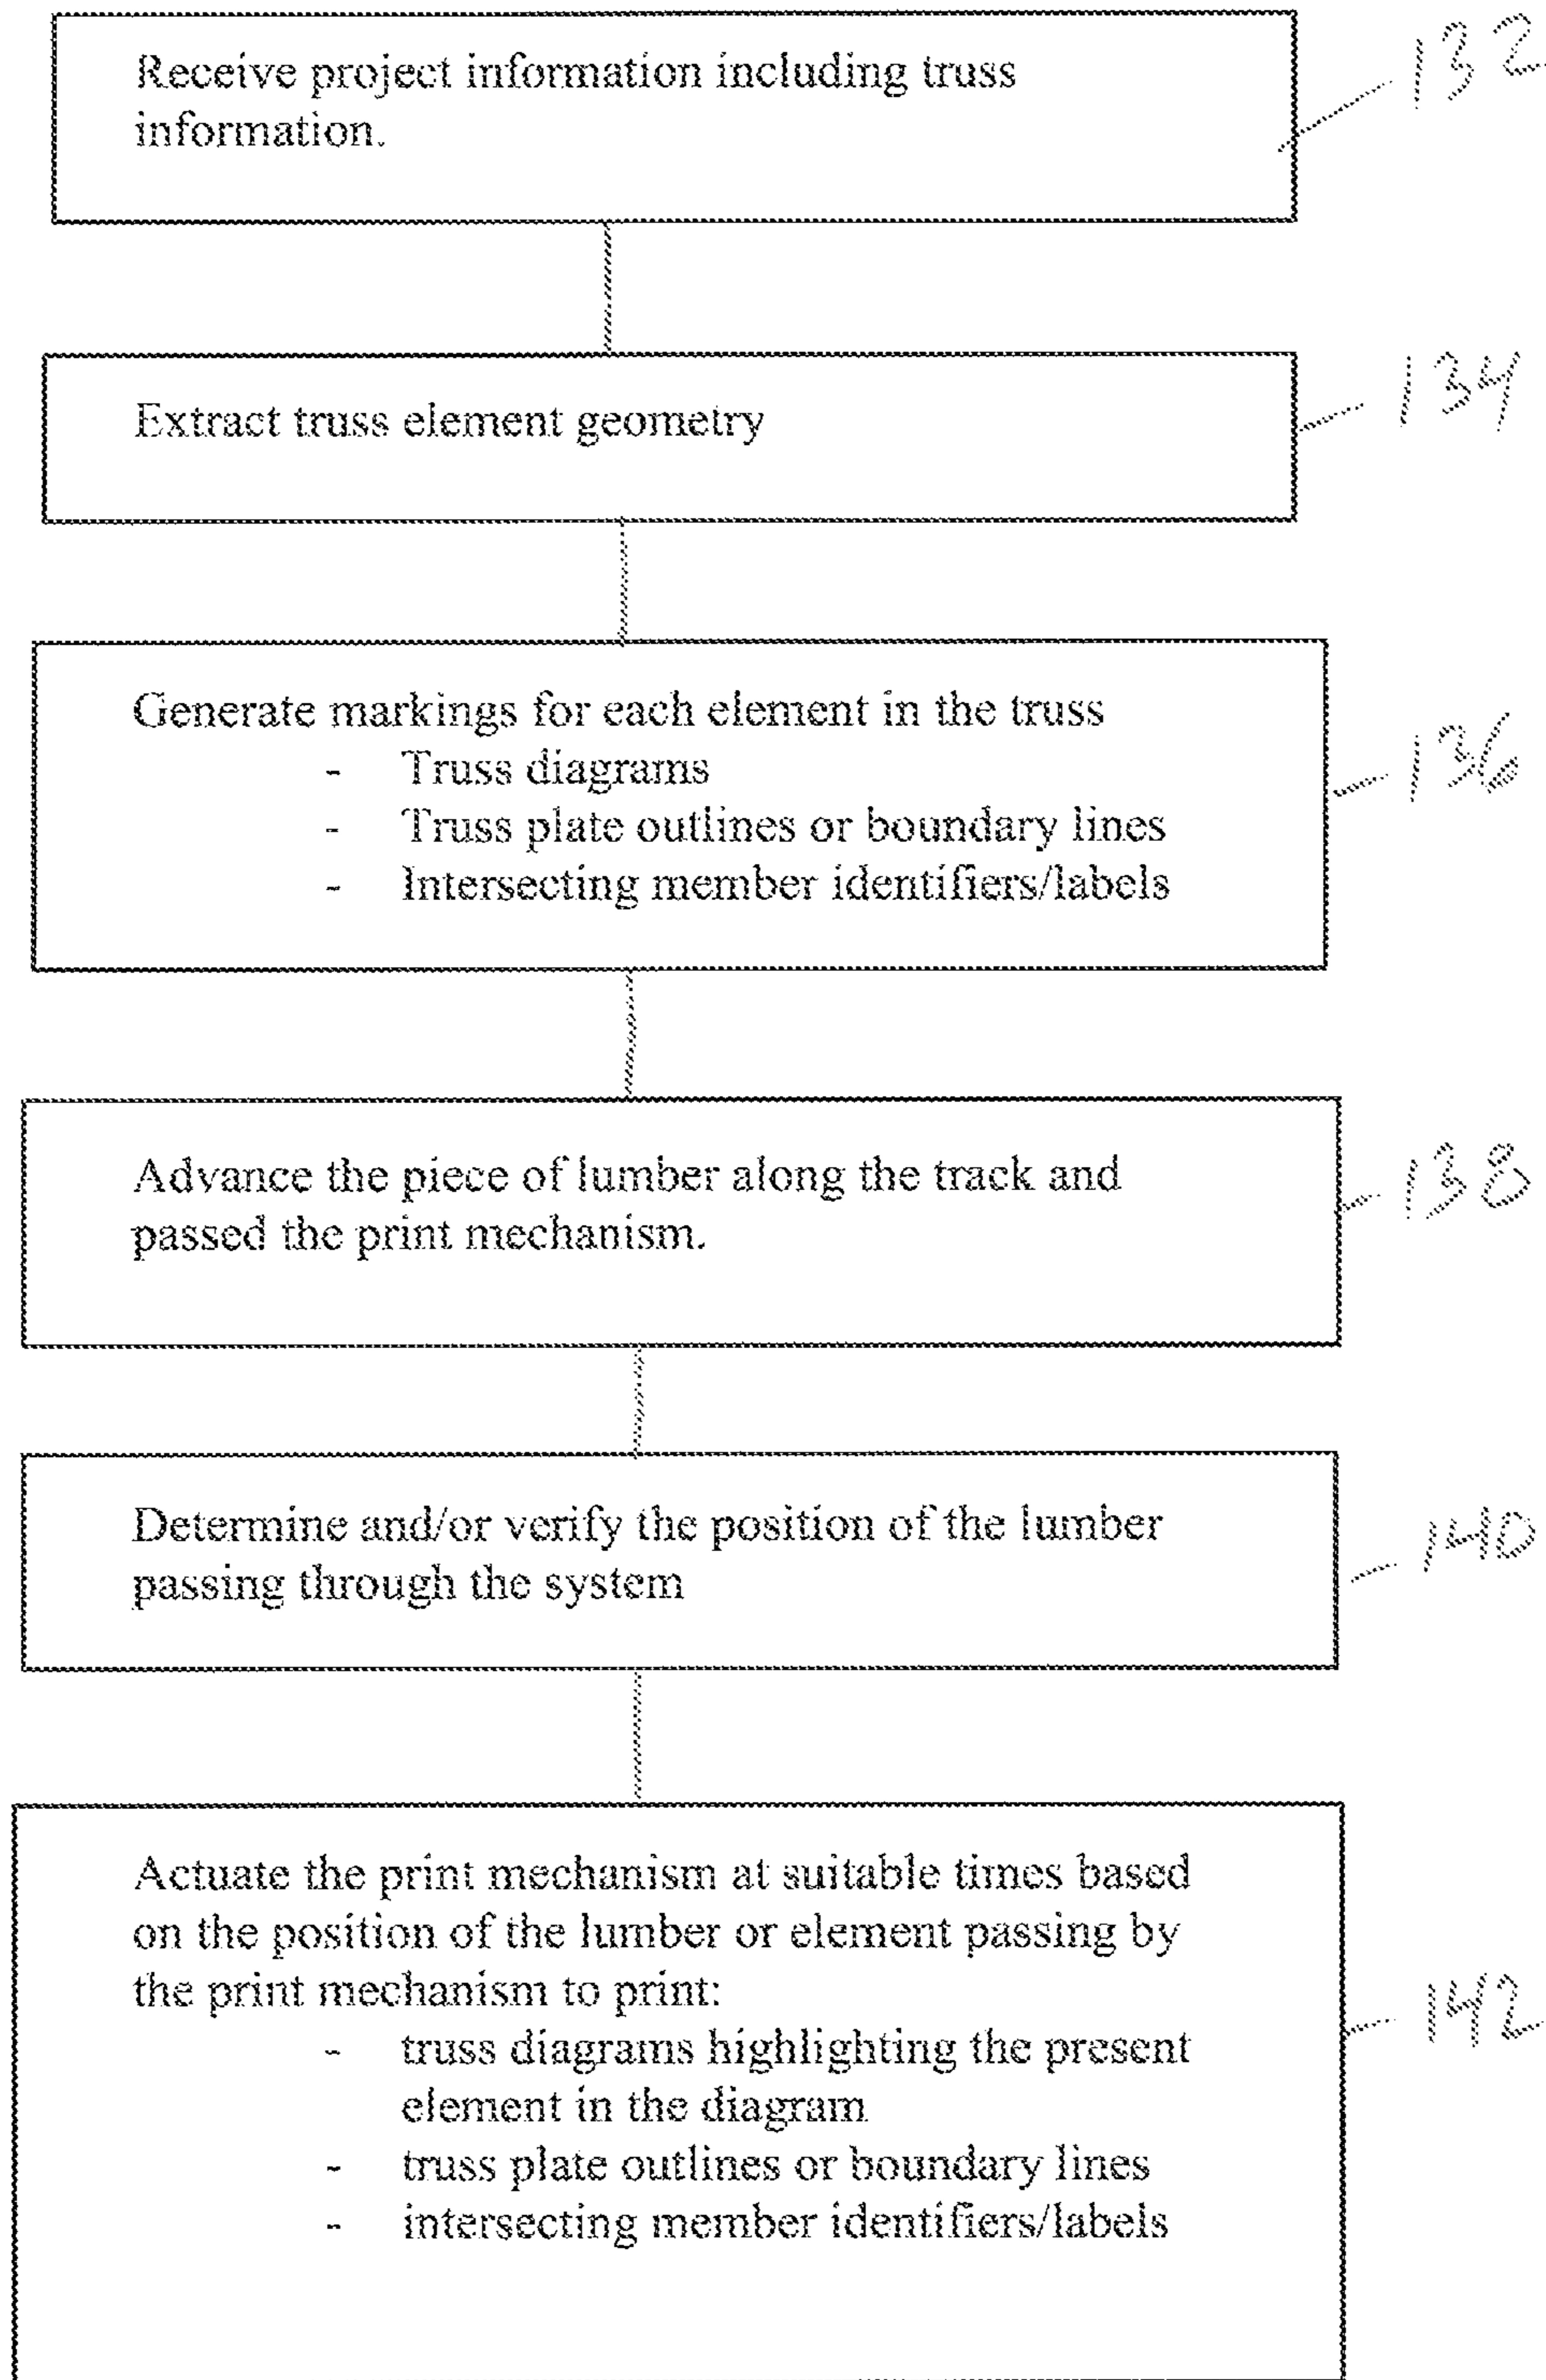 Receive project information including truss
information.
132
Extract truss element geometry
134
Generate markings for each element in the truss
- Truss diagrams
- Truss plate outlines or boundary lines
- Intersecting member identifiers/labels
136
Advance the piece of lumber along the track and
passed the print mechanism.
138
Determine and/or verify the position of the lumber
passing through the system
140
Actuate the print mechanism at suitable times based
on the position of the lumber or element passing by
the print mechanism to print:
- truss diagrams highlighting the present
element in the diagram
- truss plate outlines or boundary lines
- intersecting member identifiers/labels
142